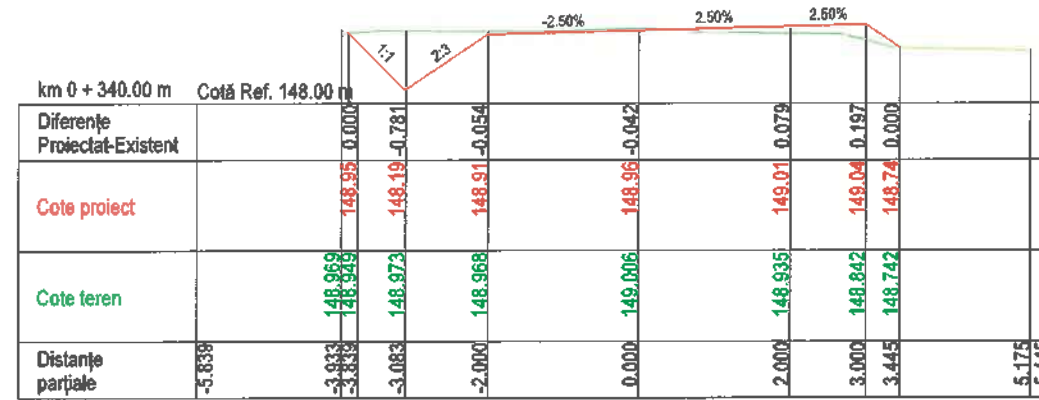 -2.50% 2.50% 2.50%
1:1 2:3
km 0 + 340.00 m Cotă Ref. 148.00 m
Diferențe
Proiectat-Existent
0.000 -0.781 -0.054 -0.042 0.079 0.197 0.000
Cote proiect 148.95 148.19 148.91 148.96 149.01 149.04 148.74
Cote teren 148.969 148.949 148.973 148.968 149.006 148.935 148.842 148.742
Distanțe
parțiale
-5.839 -3.933 -3.839 -3.083 -2.000 0.000 2.000 3.000 3.445 5.175